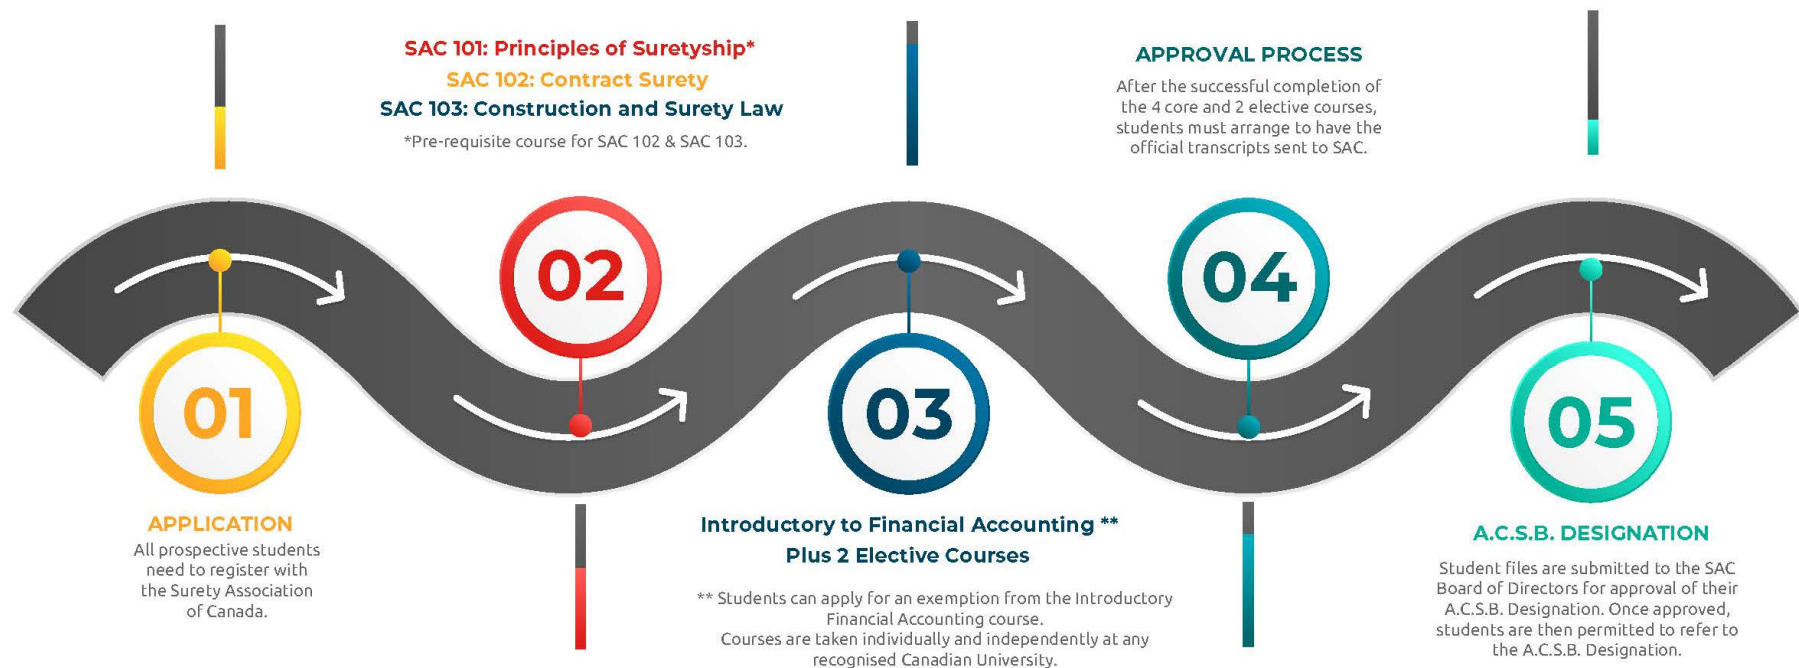 01
APPLICATION
All prospective students
need to register with
the Surety Association
of Canada.
SAC 101: Principles of Suretyship*
SAC 102: Contract Surety
SAC 103: Construction and Surety Law
*Pre-requisite course for SAC 102 & SAC 103.
02
03
Introductory to Financial Accounting **
Plus 2 Elective Courses
** Students can apply for an exemption from the Introductory
Financial Accounting course.
Courses are taken individually and independently at any
recognised Canadian University.
APPROVAL PROCESS
After the successful completion of
the 4 core and 2 elective courses,
students must arrange to have the
official transcripts sent to SAC.
04
05
A.C.S.B. DESIGNATION
Student files are submitted to the SAC
Board of Directors for approval of their
A.C.S.B. Designation. Once approved,
students are then permitted to refer to
the A.C.S.B. Designation.